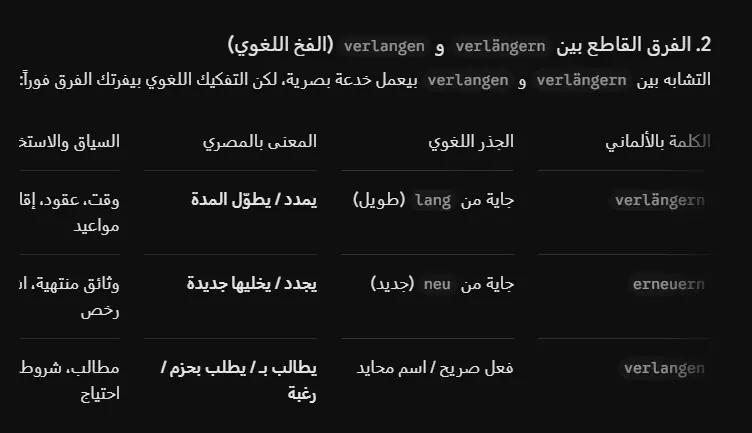 2. الفرق القاطع بين verlängern و verlangen (الفخ اللغوي)
التشابه بين verlängern و verlangen بيعمل خدعة بصرية، لكن التفكيك اللغوي بيفرتك الفرق فوراً:
الكلمة بالألماني الجذر اللغوي المعنى بالمصري السياق
verlängern جاية من lang (طويل) يمدد / يطوّل المدة وقت، عقود،
مواعيد
erneuern جاية من neu (جديد) يجدد / يخليها جديدة وثائق منتهية،
رخص
verlangen فعل صريح / اسم محايد يطالب بـ / يطلب بحزم / مطالب، شروط
رغبة احتياج